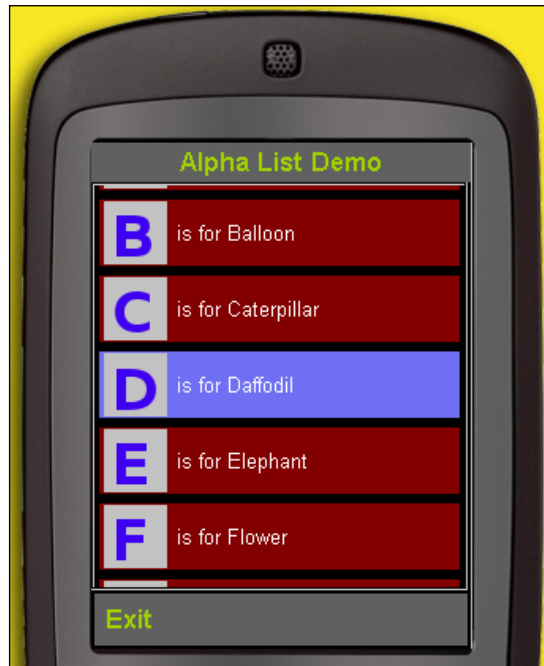 Alpha List Demo
B is for Balloon
C is for Caterpillar
D is for Daffodil
E is for Elephant
F is for Flower
Exit